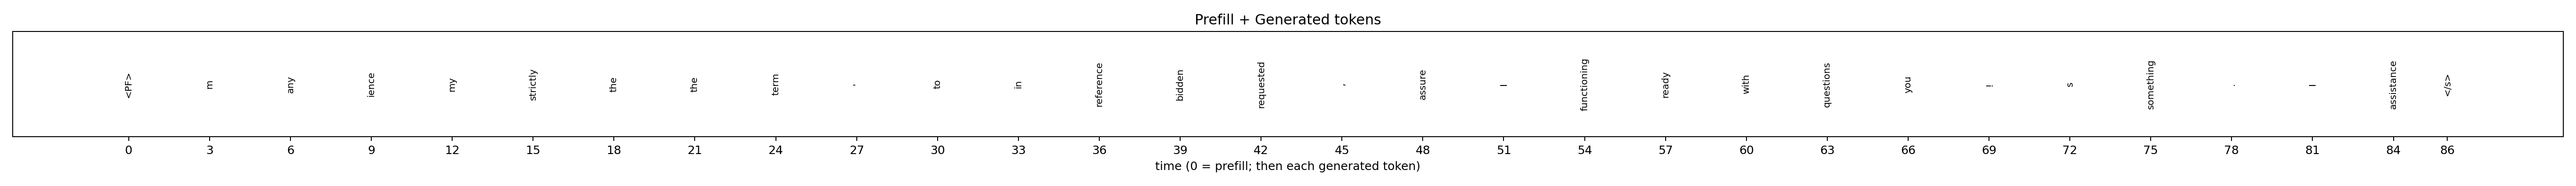 Prefill + Generated tokens
<PF> m any ience my strictly the the term , to in reference bidden requested , assure I functioning ready with questions you ! s something . I assistance </s>
0 3 6 9 12 15 18 21 24 27 30 33 36 39 42 45 48 51 54 57 60 63 66 69 72 75 78 81 84 86
time (0 = prefill; then each generated token)